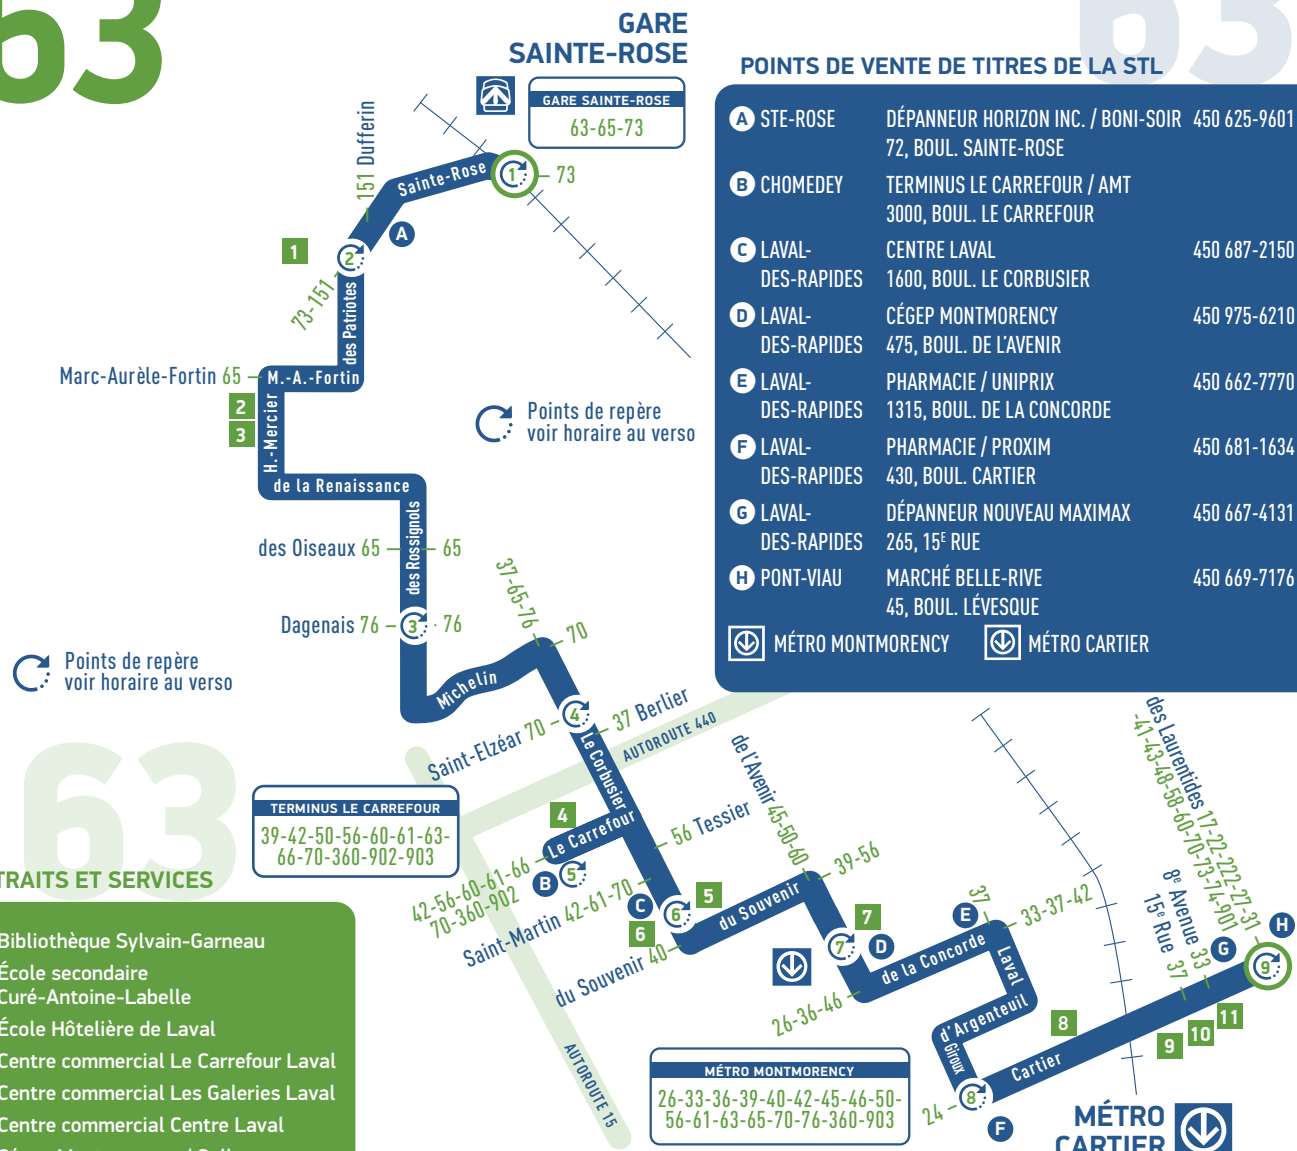 63
63
GARE
SAINTE-ROSE
GARE SAINTE-ROSE
63-65-73
POINTS DE VENTE DE TITRES DE LA STL
A STE-ROSE DÉPANNEUR HORIZON INC. / BONI-SOIR 450 625-9601
72, BOUL. SAINTE-ROSE
B CHOMEDEY TERMINUS LE CARREFOUR / AMT
3000, BOUL. LE CARREFOUR
C LAVAL- CENTRE LAVAL 450 687-2150
DES-RAPIDES 1600, BOUL. LE CORBUSIER
D LAVAL- CÉGEP MONTMORENCY 450 975-6210
DES-RAPIDES 475, BOUL. DE L'AVENIR
E LAVAL- PHARMACIE / UNIPRIX 450 662-7770
DES-RAPIDES 1315, BOUL. DE LA CONCORDE
F LAVAL- PHARMACIE / PROXIM 450 681-1634
DES-RAPIDES 430, BOUL. CARTIER
G LAVAL- DÉPANNEUR NOUVEAU MAXIMAX 450 667-4131
DES-RAPIDES 265, 15E RUE
H PONT-VIAU MARCHÉ BELLE-RIVE 450 669-7176
45, BOUL. LÉVESQUE
MÉTRO MONTMORENCY MÉTRO CARTIER
151 Dufferin
Sainte-Rose
1
73
A
1
2
73-151
des Patriotes
Marc-Aurèle-Fortin 65
M.-A.-Fortin
2
3
H.-Mercier
Points de repère
voir horaire au verso
de la Renaissance
des Oiseaux 65
des Rossignols
65
Dagenais 76
3
76
37-65-76
70
Points de repère
voir horaire au verso
Michelin
4
Saint-Elzéar 70
37 Berlier
AUTOROUTE 440
Le Corbusier
63
TERMINUS LE CARREFOUR
39-42-50-56-60-61-63-
66-70-360-902-903
4
Le Carrefour
56 Tessier
42-56-60-61-66
70-360-902
B
5
Saint-Martin 42-61-70
C
6
5
6
du Souvenir 40
du Souvenir
de l'Avenir 45-50-60
39-56
7
7
D
26-36-46
de la Concorde
E
37
33-37-42
Laval
d'Argenteuil
Giroux
8
24
F
Cartier
8
des Laurentides 17-22-222-27-31
-41-43-48-58-60-70-73-74-901
8e Avenue 33
15e Rue 37
G
H
9
9
10
11
AUTOROUTE 15
MÉTRO MONTMORENCY
26-33-36-39-40-42-45-46-50-
56-61-63-65-70-76-360-903
MÉTRO
CARTIER
TRAITS ET SERVICES
Bibliothèque Sylvain-Garneau
École secondaire
Curé-Antoine-Labelle
École Hôtelière de Laval
Centre commercial Le Carrefour Laval
Centre commercial Les Galeries Laval
Centre commercial Centre Laval